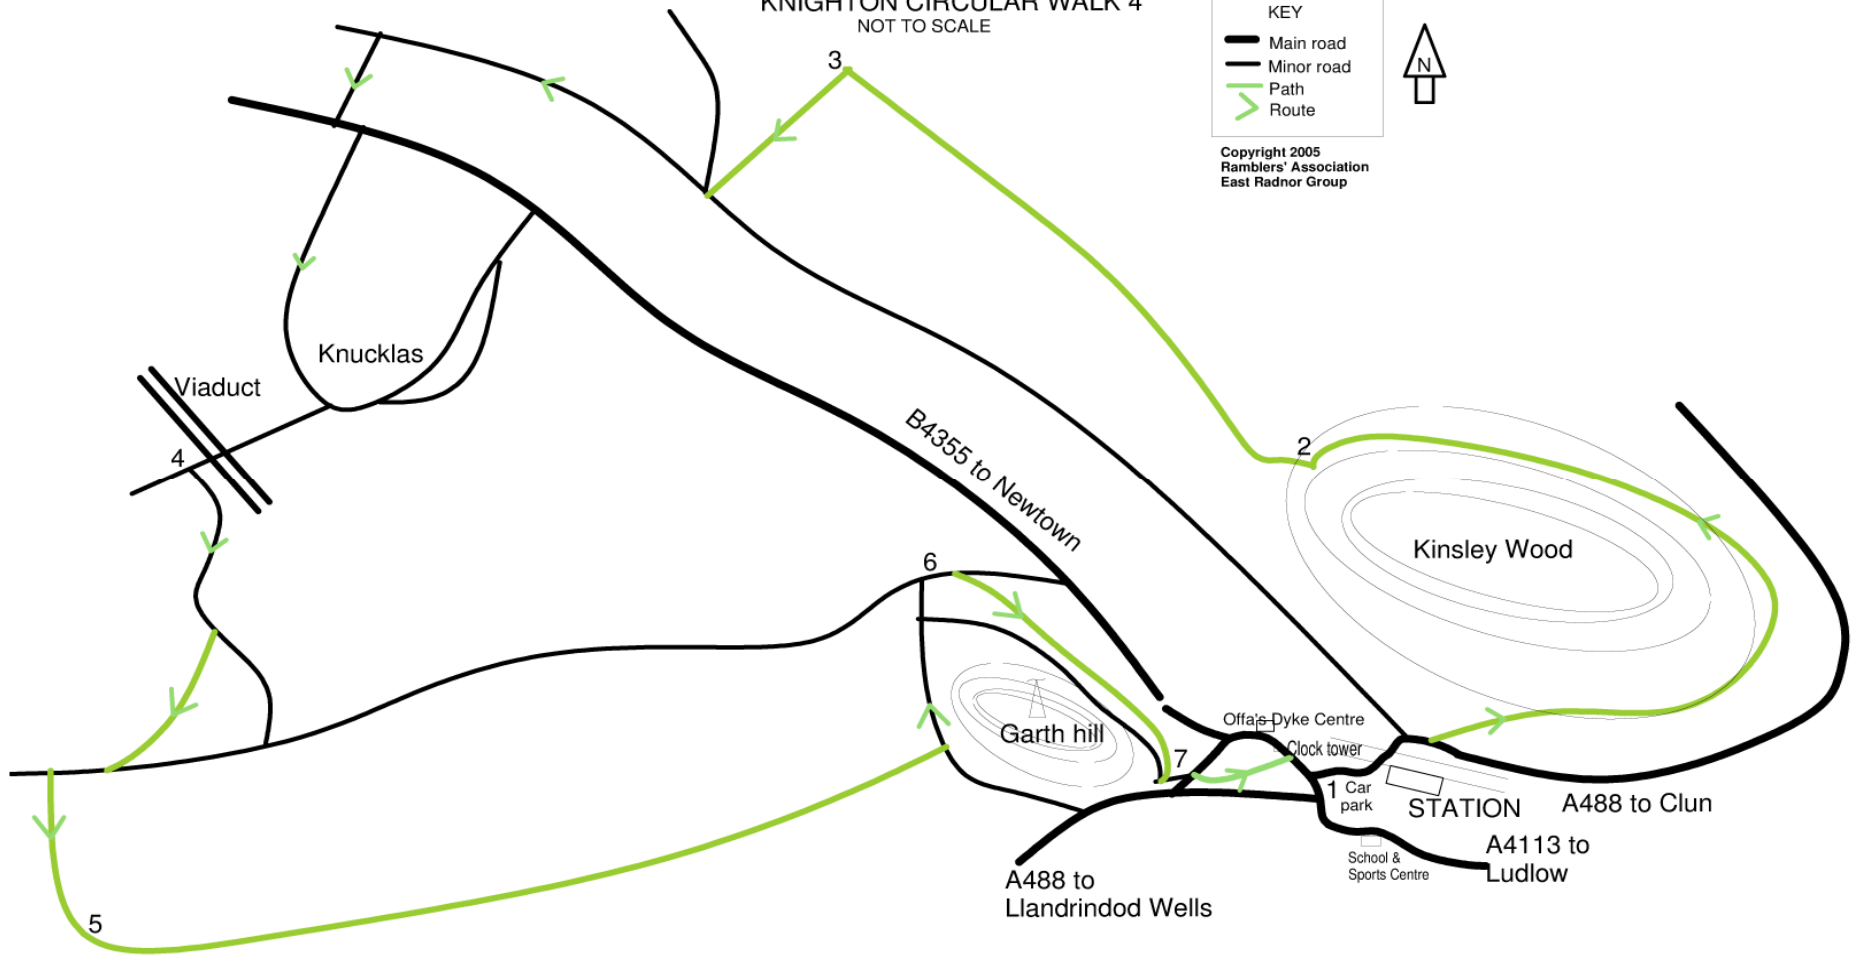 KNIGHTON CIRCULAR WALK 4
NOT TO SCALE
KEY
Main road
Minor road
Path
Route
N
Copyright 2005
Ramblers' Association
East Radnor Group
3
Knucklas
Viaduct
4
B4355 to Newtown
2
Kinsley Wood
6
Offa's Dyke Centre
Garth hill
Clock tower
7
1
Car
park
STATION
A488 to Clun
A4113 to
Ludlow
School &
Sports Centre
A488 to
Llandrindod Wells
5